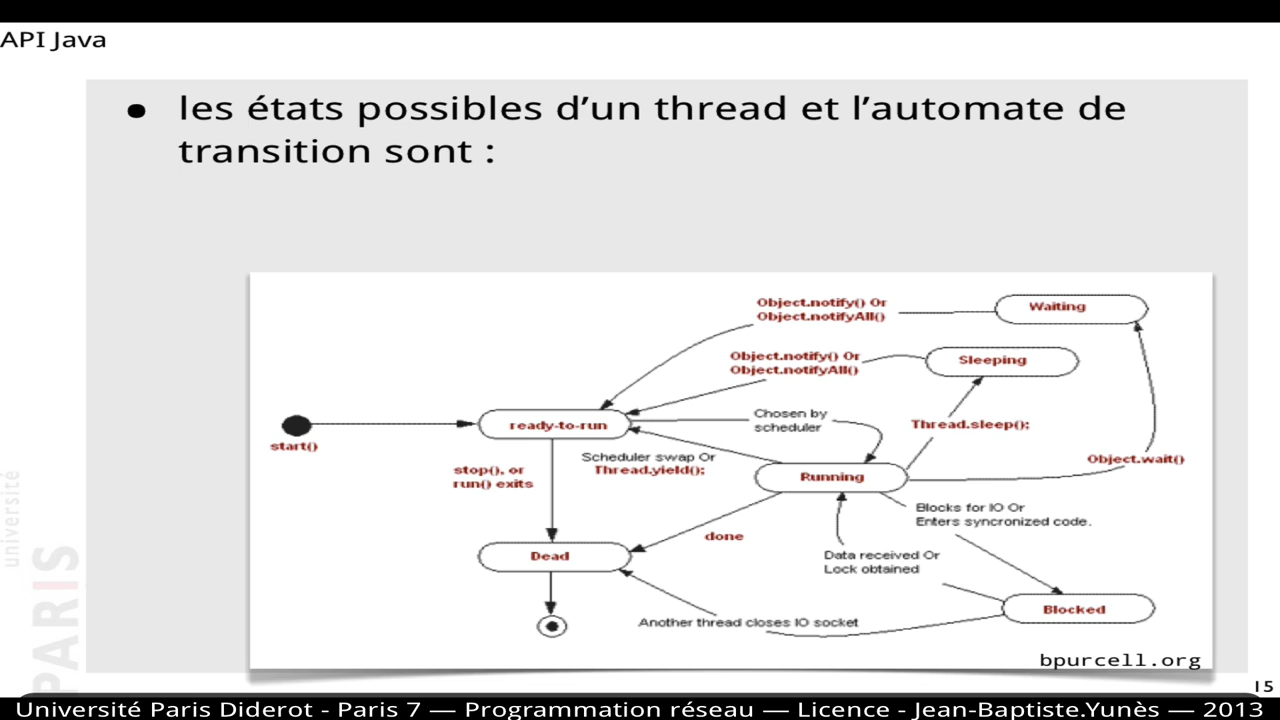 API Java
● les états possibles d’un thread et l’automate de
transition sont :
Object.notify() Or
Object.notifyAll()
Waiting
Object.notify() Or
Object.notifyAll()
Sleeping
start()
ready-to-run
Chosen by
scheduler
Thread.sleep();
Scheduler swap Or
Thread.yield();
stop(), or
run() exits
Running
Object.wait()
Blocks for IO Or
Enters syncronized code.
done
Dead
Data received Or
Lock obtained
Blocked
Another thread closes IO socket
bpurcell.org
université
PARIS
15
Université Paris Diderot - Paris 7 — Programmation réseau — Licence - Jean-Baptiste.Yunès — 2013